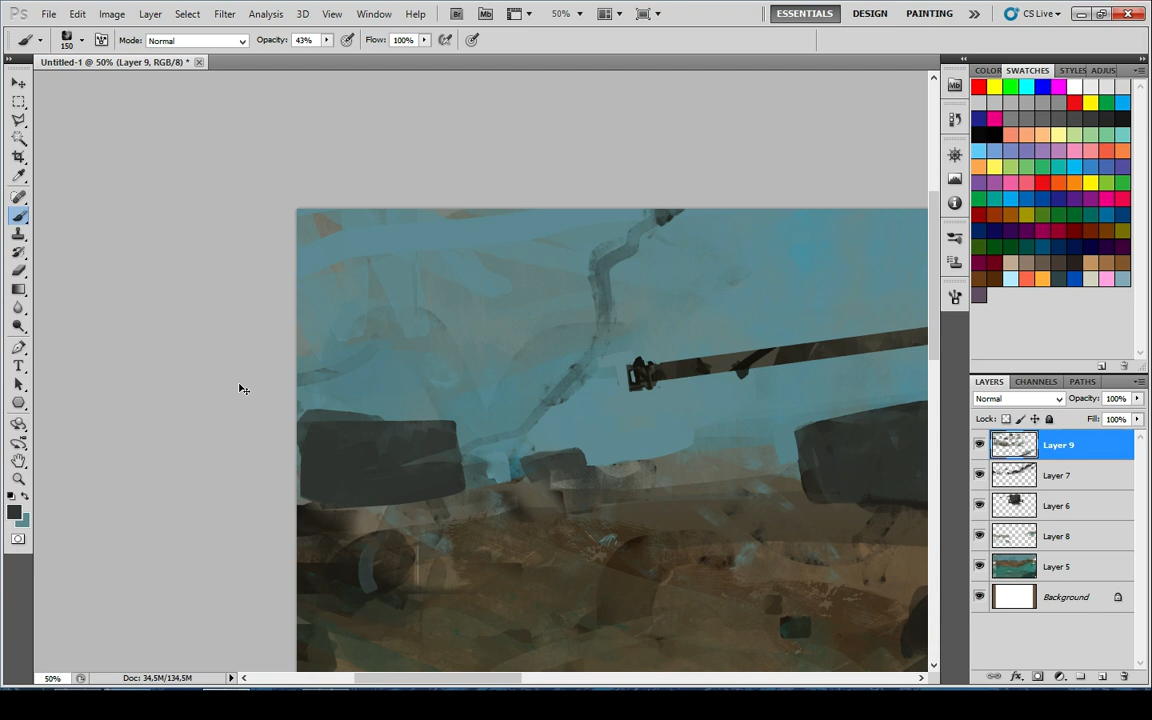 Ps File Edit Image Layer Select Filter Analysis 3D View Window Help Br Mb 50% ESSENTIALS DESIGN PAINTING CS Live
150 Mode: Normal Opacity: 43% Flow: 100%
Untitled-1 @ 50% (Layer 9, RGB/8) *
COLOR SWATCHES STYLES ADJUS
Mb
LAYERS CHANNELS PATHS
Normal Opacity: 100%
Lock: Fill: 100%
Layer 9
Layer 7
Layer 6
Layer 8
Layer 5
Background
50% Doc: 34,5M/134,5M
fx